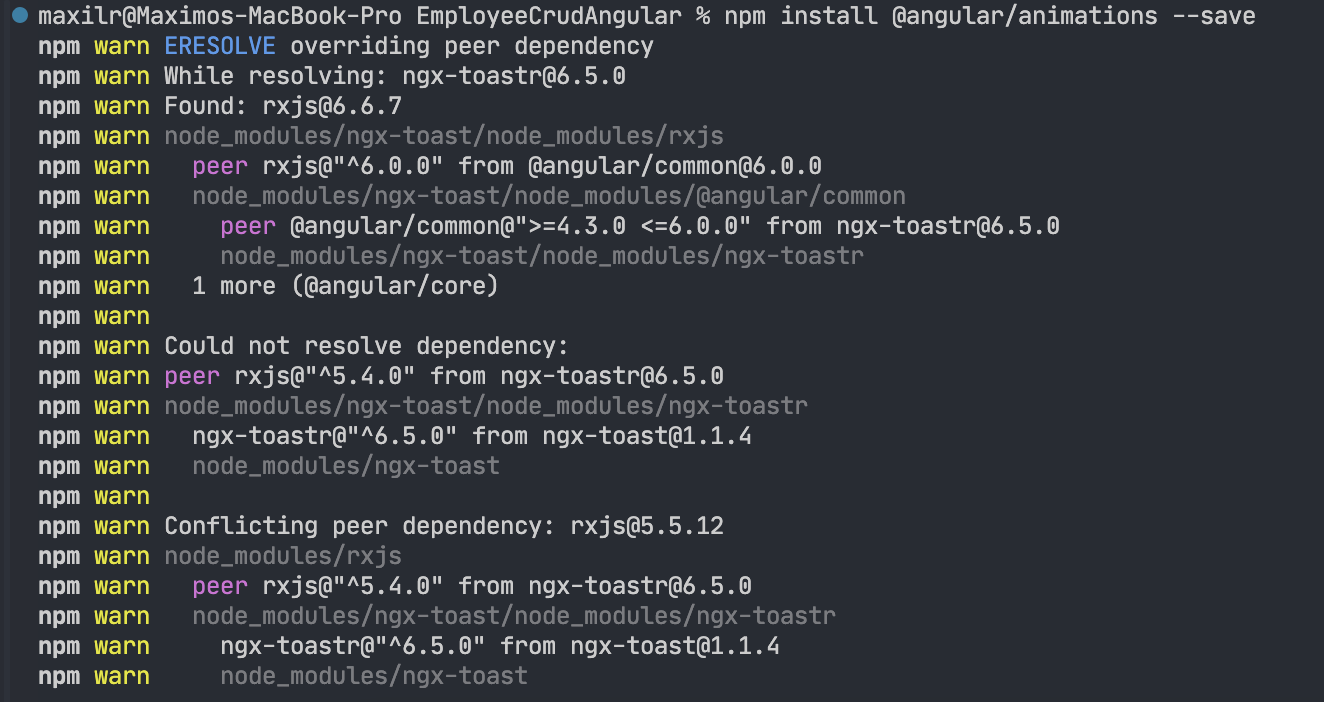 maxilr@Maximos-MacBook-Pro EmployeeCrudAngular % npm install @angular/animations --save
npm warn ERESOLVE overriding peer dependency
npm warn While resolving: ngx-toastr@6.5.0
npm warn Found: rxjs@6.6.7
npm warn node_modules/ngx-toast/node_modules/rxjs
npm warn   peer rxjs@"^6.0.0" from @angular/common@6.0.0
npm warn   node_modules/ngx-toast/node_modules/@angular/common
npm warn     peer @angular/common@">=4.3.0 <=6.0.0" from ngx-toastr@6.5.0
npm warn     node_modules/ngx-toast/node_modules/ngx-toastr
npm warn   1 more (@angular/core)
npm warn
npm warn Could not resolve dependency:
npm warn peer rxjs@"^5.4.0" from ngx-toastr@6.5.0
npm warn node_modules/ngx-toast/node_modules/ngx-toastr
npm warn   ngx-toastr@"^6.5.0" from ngx-toast@1.1.4
npm warn   node_modules/ngx-toast
npm warn
npm warn Conflicting peer dependency: rxjs@5.5.12
npm warn node_modules/rxjs
npm warn   peer rxjs@"^5.4.0" from ngx-toastr@6.5.0
npm warn   node_modules/ngx-toast/node_modules/ngx-toastr
npm warn     ngx-toastr@"^6.5.0" from ngx-toast@1.1.4
npm warn     node_modules/ngx-toast